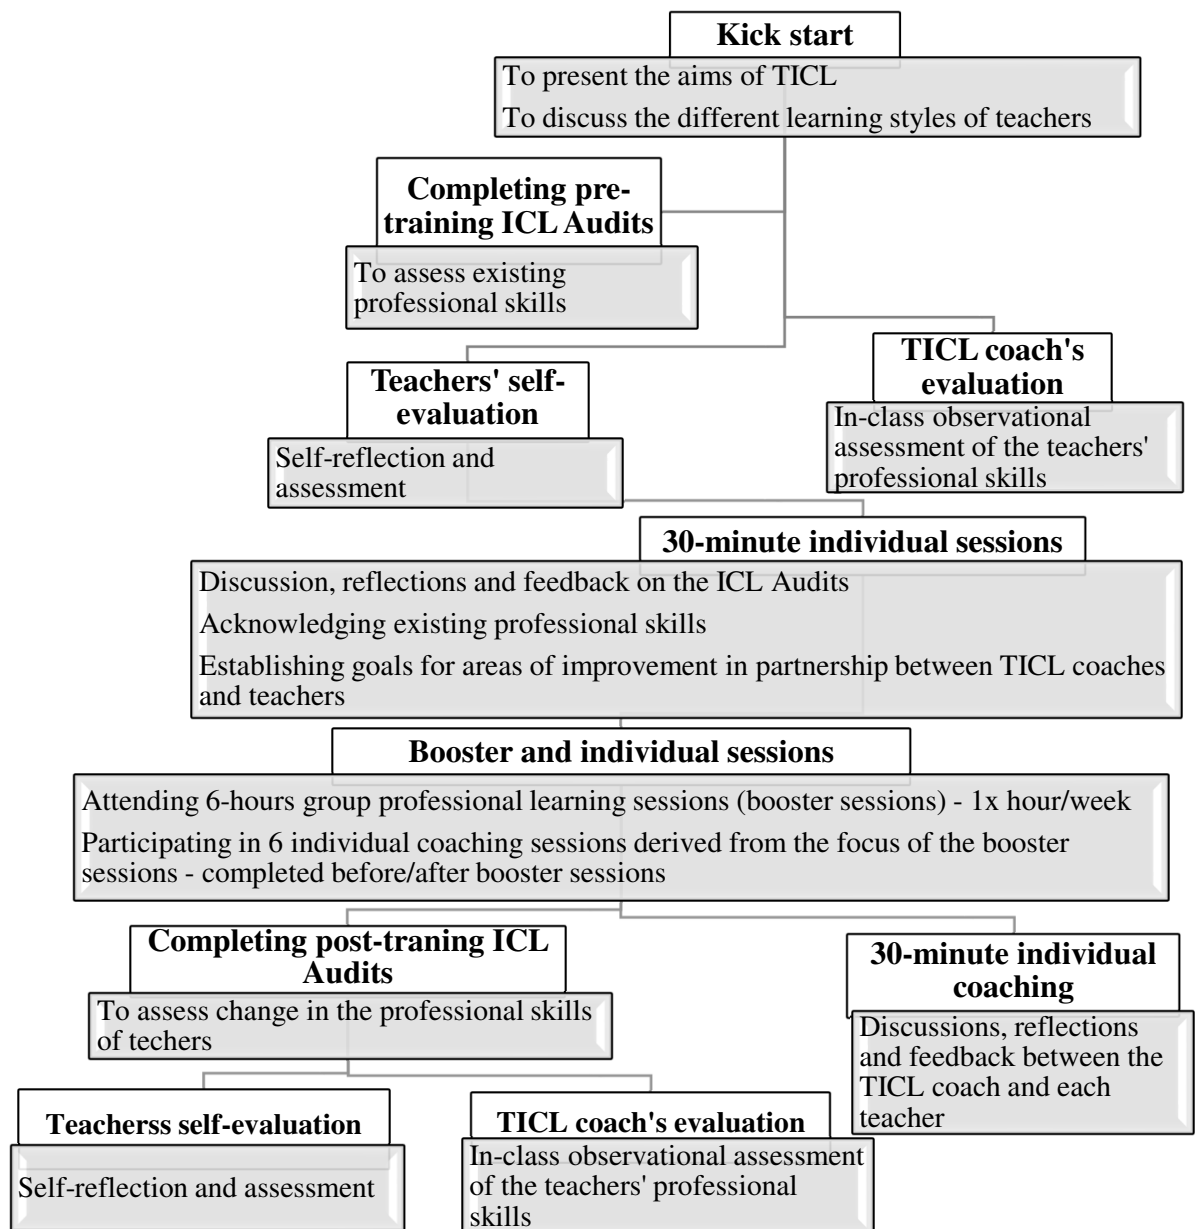 Kick start
To present the aims of TICL
To discuss the different learning styles of teachers
Completing pre-
training ICL Audits
To assess existing
professional skills
Teachers' self-
evaluation
Self-reflection and
assessment
TICL coach's
evaluation
In-class observational
assessment of the teachers'
professional skills
30-minute individual sessions
Discussion, reflections and feedback on the ICL Audits
Acknowledging existing professional skills
Establishing goals for areas of improvement in partnership between TICL coaches
and teachers
Booster and individual sessions
Attending 6-hours group professional learning sessions (booster sessions) - 1x hour/week
Participating in 6 individual coaching sessions derived from the focus of the booster
sessions - completed before/after booster sessions
Completing post-traning ICL
Audits
To assess change in the professional skills
of techers
Teacherss self-evaluation
Self-reflection and assessment
TICL coach's evaluation
In-class observational assessment
of the teachers' professional
skills
30-minute individual
coaching
Discussions, reflections
and feedback between the
TICL coach and each
teacher